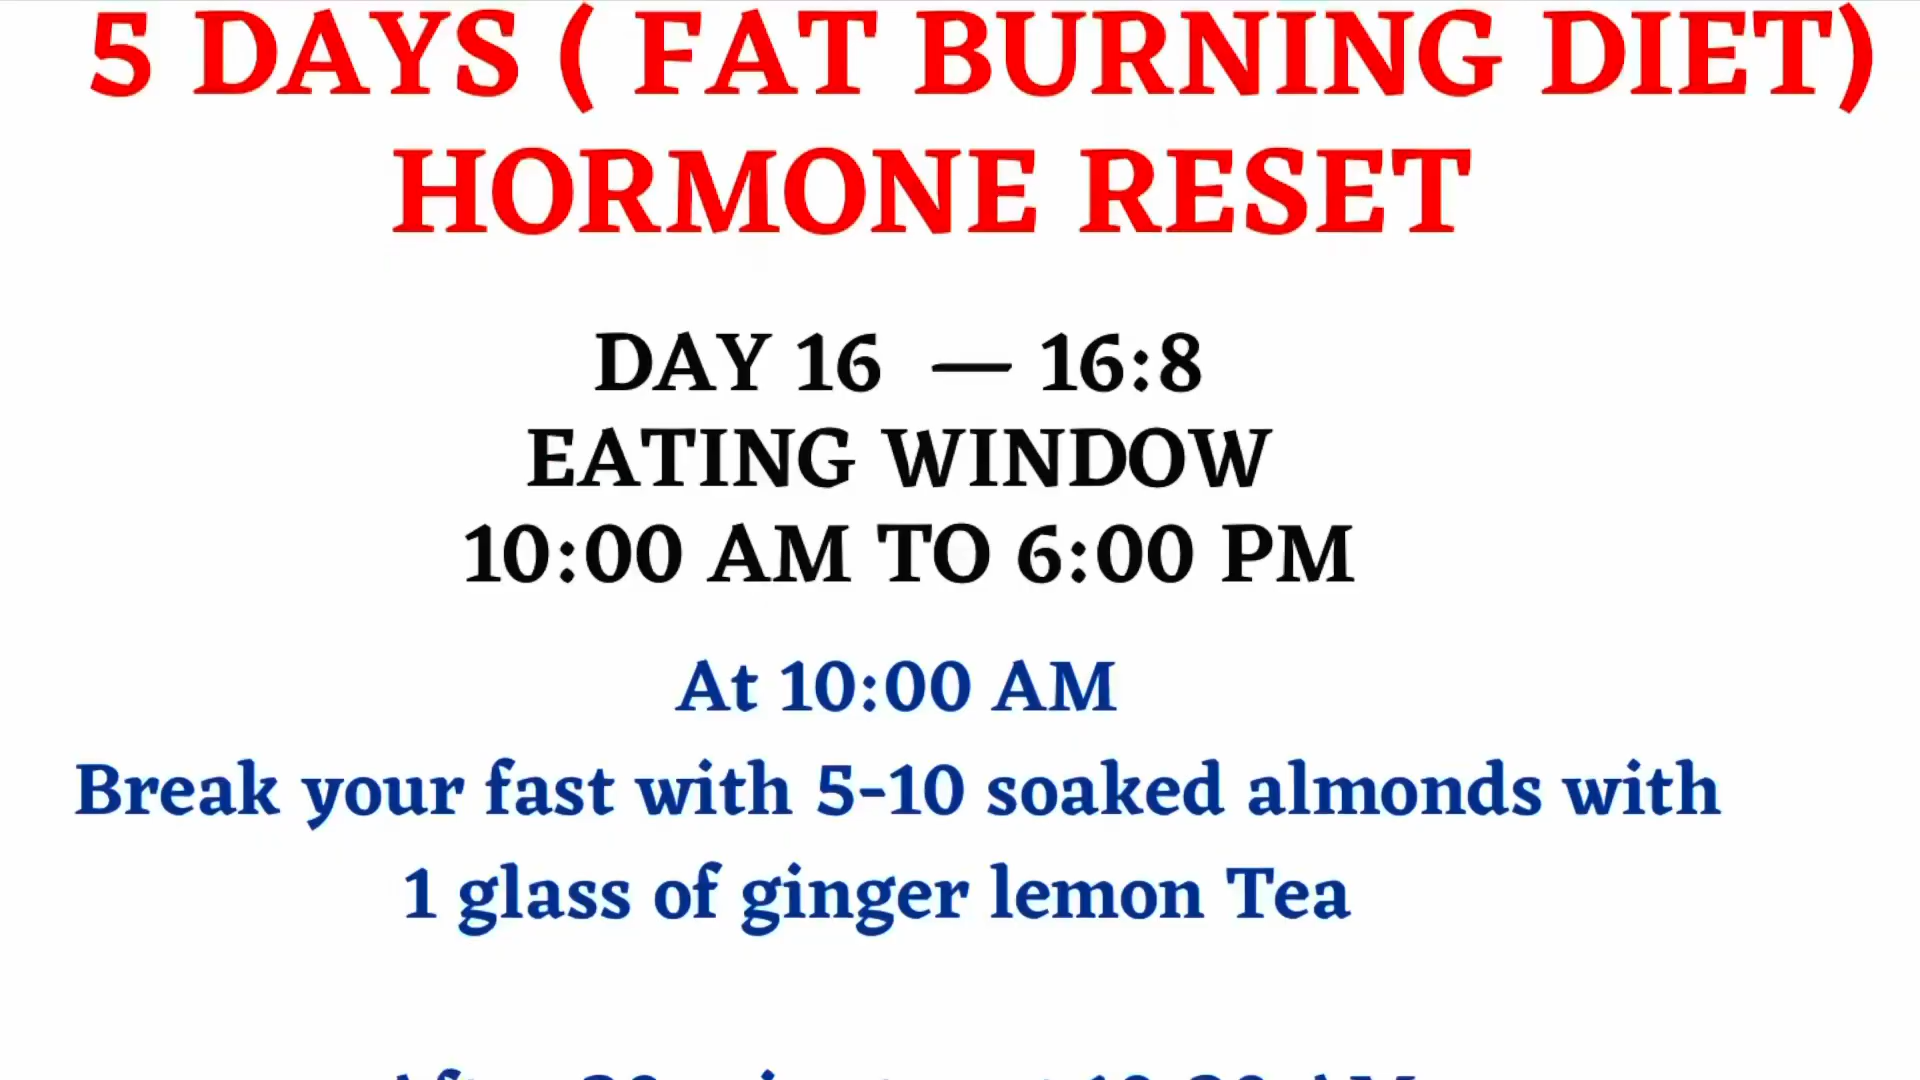 5 DAYS ( FAT BURNING DIET)
HORMONE RESET
DAY 16 — 16:8
EATING WINDOW
10:00 AM TO 6:00 PM
At 10:00 AM
Break your fast with 5-10 soaked almonds with
1 glass of ginger lemon Tea